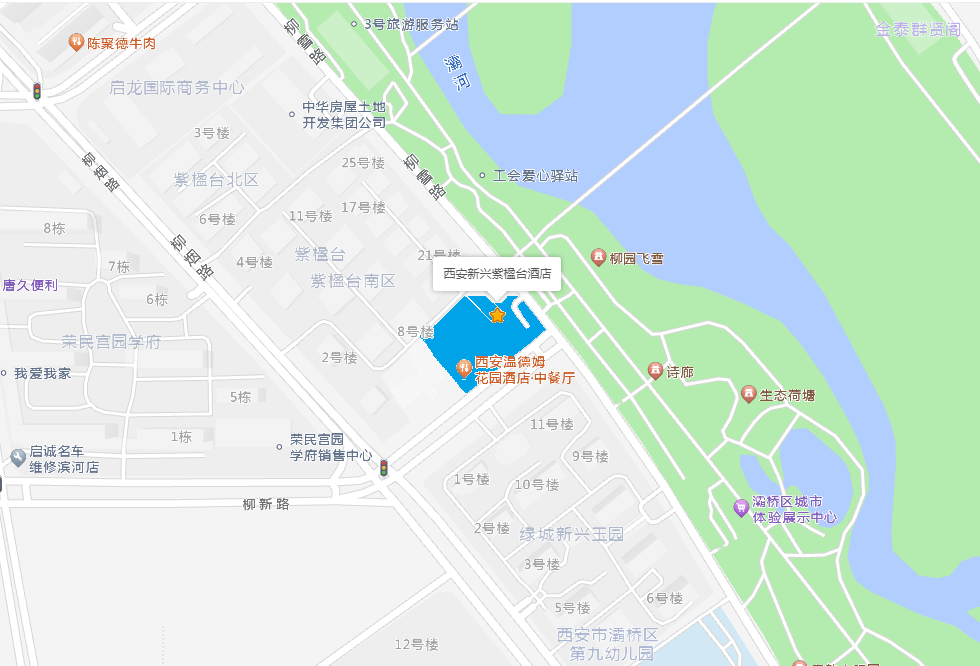 3号旅游服务站
金泰群贤阁
陈聚德牛肉
柳雪路
灞河
启龙国际商务中心
中华房屋土地
开发集团公司
3号楼
25号楼
柳雪路
柳烟路
紫楹台北区
工会爱心驿站
17号楼
11号楼
6号楼
8栋
柳烟路
紫楹台
21号楼
柳园飞雪
4号楼
7栋
西安新兴紫楹台酒店
紫楹台南区
唐久便利
6栋
8号楼
荣民宫园学府
2号楼
西安温德姆
花园酒店·中餐厅
诗廊
我爱我家
5栋
生态荷塘
11号楼
1栋
荣民宫园
学府销售中心
启诚名车
维修滨河店
9号楼
1号楼
10号楼
柳新路
灞桥区城市
体验展示中心
2号楼
绿城新兴玉园
3号楼
6号楼
5号楼
西安市灞桥区
第九幼儿园
12号楼